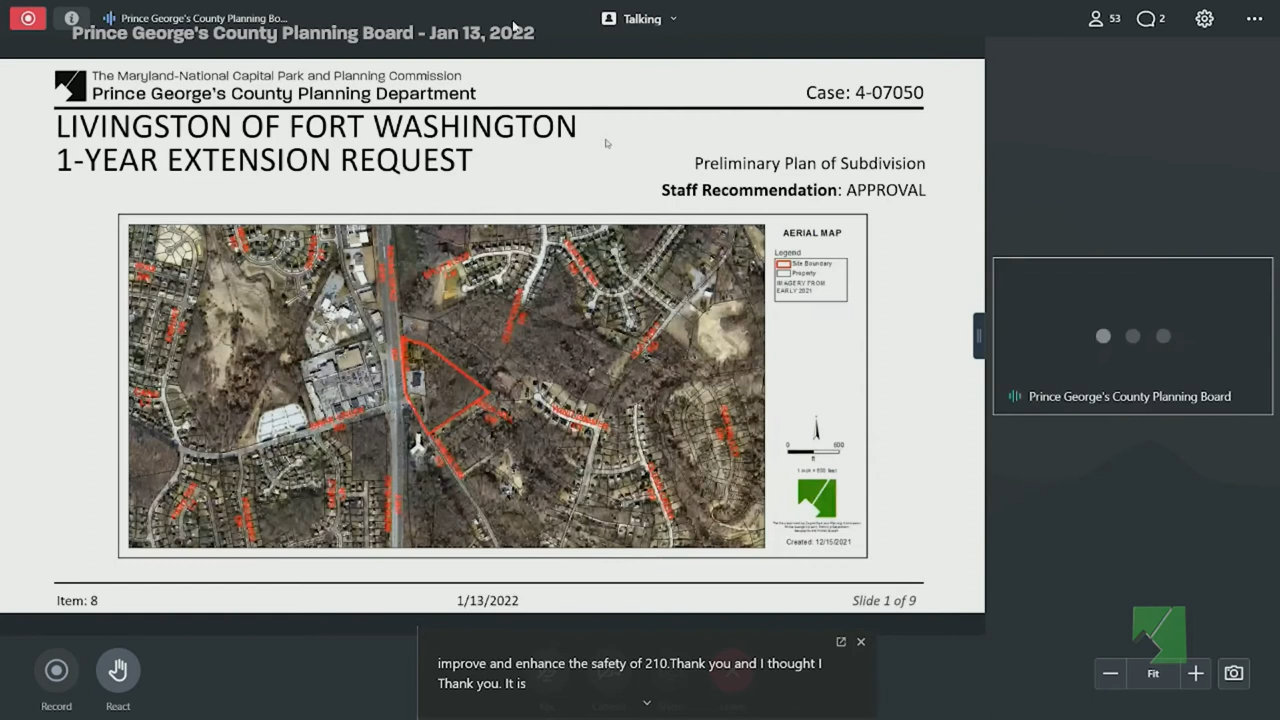 Prince George's County Planning Bo...
Talking
53
2
Prince George's County Planning Board - Jan 13, 2022
The Maryland-National Capital Park and Planning Commission
Prince George's County Planning Department
Case: 4-07050
LIVINGSTON OF FORT WASHINGTON
1-YEAR EXTENSION REQUEST
Preliminary Plan of Subdivision
Staff Recommendation: APPROVAL
AERIAL MAP
Legend
Site Boundary
Property
IMAGERY FROM
EARLY 2021
0 600
Created: 12/15/2021
Prince George's County Planning Board
Item: 8
1/13/2022
Slide 1 of 9
improve and enhance the safety of 210.Thank you and I thought I
Thank you. It is
Record
React
Fit